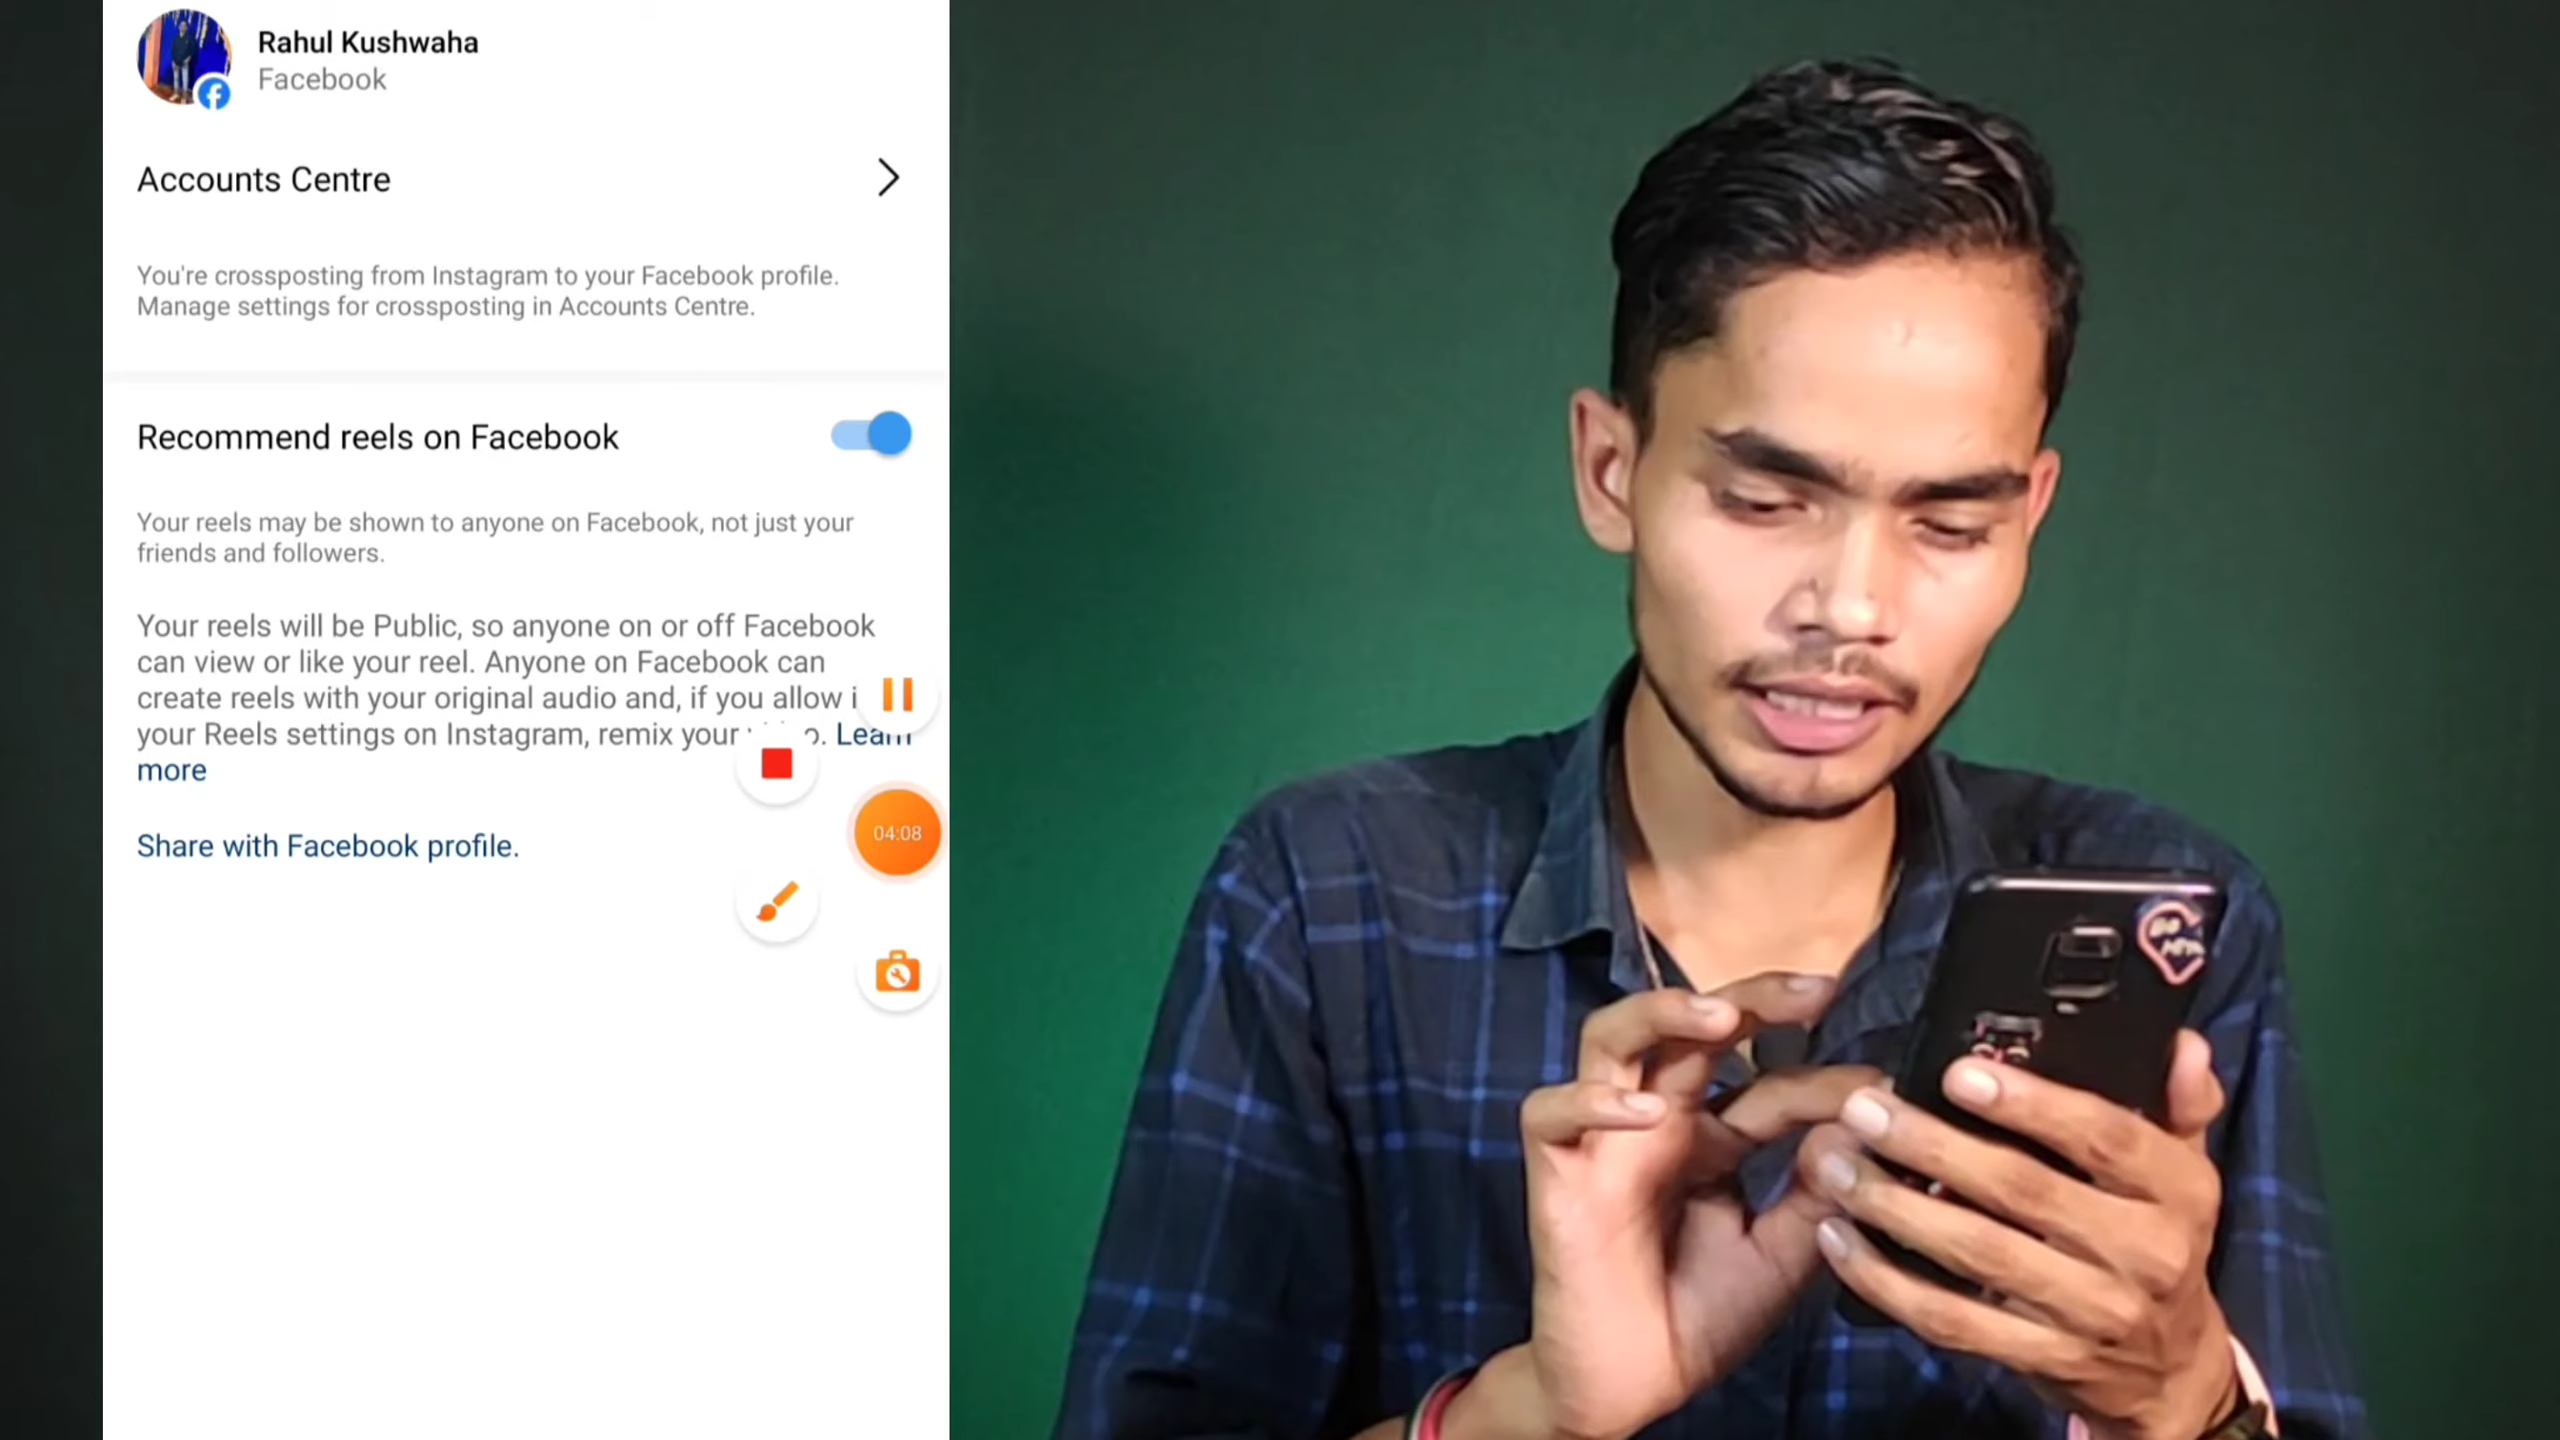 Rahul Kushwaha
Facebook
Accounts Centre
You're crossposting from Instagram to your Facebook profile.
Manage settings for crossposting in Accounts Centre.
Recommend reels on Facebook
Your reels may be shown to anyone on Facebook, not just your
friends and followers.
Your reels will be Public, so anyone on or off Facebook
can view or like your reel. Anyone on Facebook can
create reels with your original audio and, if you allow
your Reels settings on Instagram, remix your Learn
more
04:08
Share with Facebook profile.